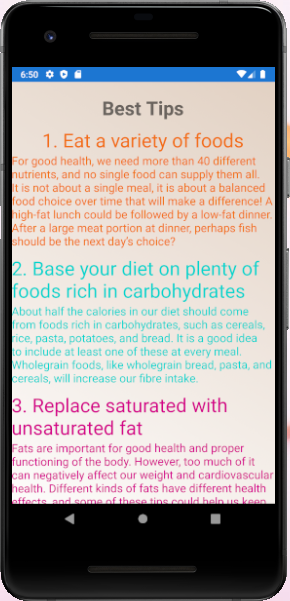 6:50
Best Tips
1. Eat a variety of foods
For good health, we need more than 40 different
nutrients, and no single food can supply them all.
It is not about a single meal, it is about a balanced
food choice over time that will make a difference! A
high-fat lunch could be followed by a low-fat dinner.
After a large meat portion at dinner, perhaps fish
should be the next day's choice?
2. Base your diet on plenty of
foods rich in carbohydrates
About half the calories in our diet should come
from foods rich in carbohydrates, such as cereals,
rice, pasta, potatoes, and bread. It is a good idea
to include at least one of these at every meal.
Wholegrain foods, like wholegrain bread, pasta, and
cereals, will increase our fibre intake.
3. Replace saturated with
unsaturated fat
Fats are important for good health and proper
functioning of the body. However, too much of it
can negatively affect our weight and cardiovascular
health. Different kinds of fats have different health
effects, and some of these tips could help us keep